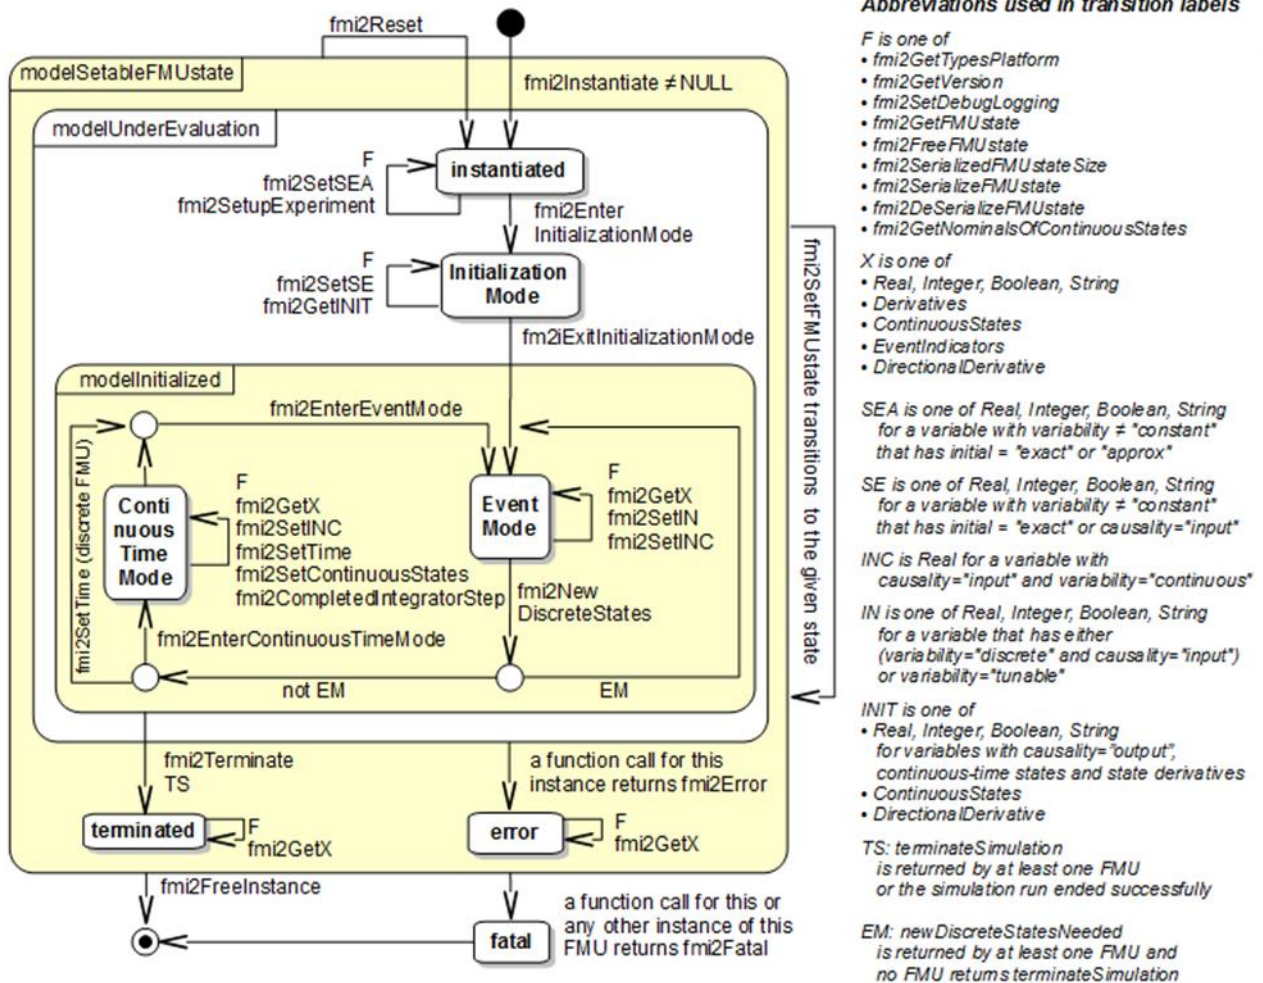 fmi2Reset
modelSetableFMUstate
fmi2Instantiate ≠ NULL
modelUnderEvaluation
F
fmi2SetSEA
fmi2SetupExperiment
instantiated
fmi2Enter
InitializationMode
F
fmi2SetSE
fmi2GetINIT
Initialization
Mode
fm2iExitInitializationMode
modelInitialized
fmi2EnterEventMode
fmi2SetTime (discrete FMU)
Conti
nuous
Time
Mode
F
fmi2GetX
fmi2SetINC
fmi2SetTime
fmi2SetContinuousStates
fmi2CompletedIntegratorStep
Event
Mode
F
fmi2GetX
fmi2SetIN
fmi2SetINC
fmi2New
DiscreteStates
fmi2EnterContinuousTimeMode
not EM
EM
fmi2SetFMUstate transitions to the given state
fmi2Terminate
TS
a function call for this
instance returns fmi2Error
terminated
F
fmi2GetX
error
F
fmi2GetX
fmi2FreeInstance
fatal
a function call for this or
any other instance of this
FMU returns fmi2Fatal
Abbreviations used in transition labels
F is one of
• fmi2GetTypesPlatform
• fmi2GetVersion
• fmi2SetDebugLogging
• fmi2GetFMUstate
• fmi2FreeFMUstate
• fmi2SerializedFMUstateSize
• fmi2SerializeFMUstate
• fmi2DeSerializeFMUstate
• fmi2GetNominalsOfContinuousStates
X is one of
• Real, Integer, Boolean, String
• Derivatives
• ContinuousStates
• EventIndicators
• DirectionalDerivative
SEA is one of Real, Integer, Boolean, String
for a variable with variability ≠ "constant"
that has initial = "exact" or "approx"
SE is one of Real, Integer, Boolean, String
for a variable with variability ≠ "constant"
that has initial = "exact" or causality="input"
INC is Real for a variable with
causality="input" and variability="continuous"
IN is one of Real, Integer, Boolean, String
for a variable that has either
(variability="discrete" and causality="input")
or variability="tunable"
INIT is one of
• Real, Integer, Boolean, String
for variables with causality="output",
continuous-time states and state derivatives
• ContinuousStates
• DirectionalDerivative
TS: terminateSimulation
is returned by at least one FMU
or the simulation run ended successfully
EM: newDiscreteStatesNeeded
is returned by at least one FMU and
no FMU returns terminateSimulation